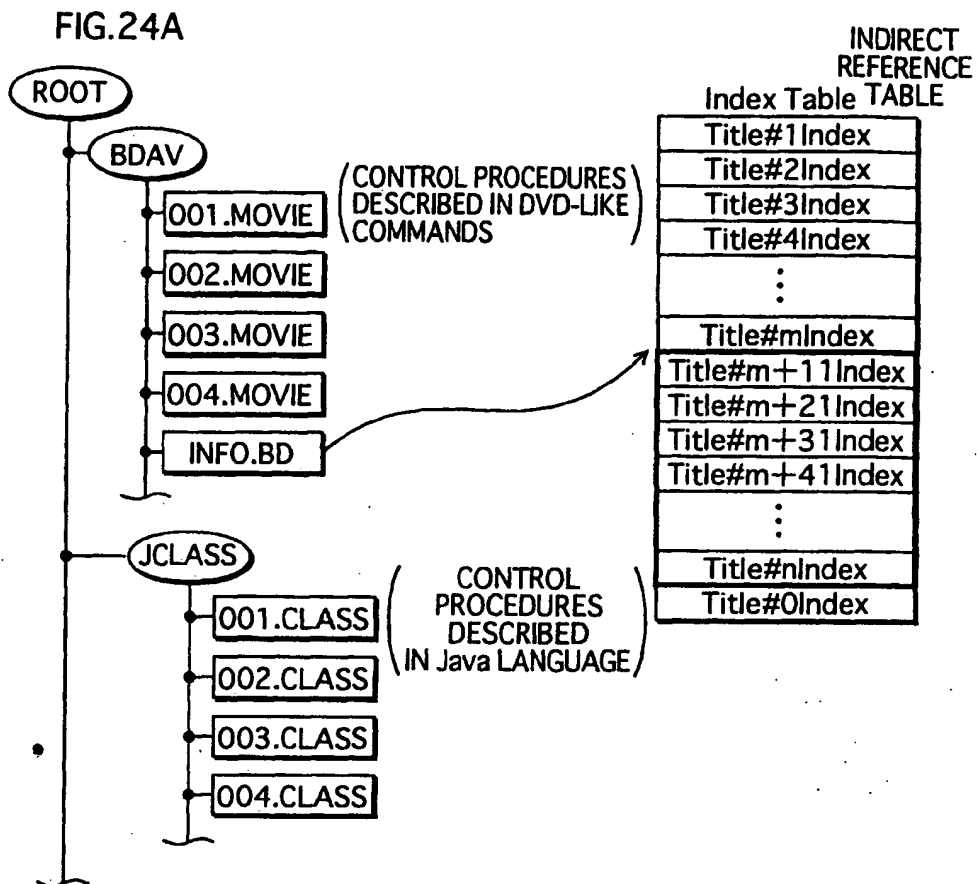 FIG.24A
ROOT
BDAV
001.MOVIE
(CONTROL PROCEDURES
DESCRIBED IN DVD-LIKE
COMMANDS)
002.MOVIE
003.MOVIE
004.MOVIE
INFO.BD
JCLASS
001.CLASS
(CONTROL
PROCEDURES
DESCRIBED
IN Java LANGUAGE)
002.CLASS
003.CLASS
004.CLASS
INDIRECT
REFERENCE
TABLE
Index Table
Title#1Index
Title#2Index
Title#3Index
Title#4Index
Title#mIndex
Title#m+11Index
Title#m+21Index
Title#m+31Index
Title#m+41Index
Title#nIndex
Title#0Index